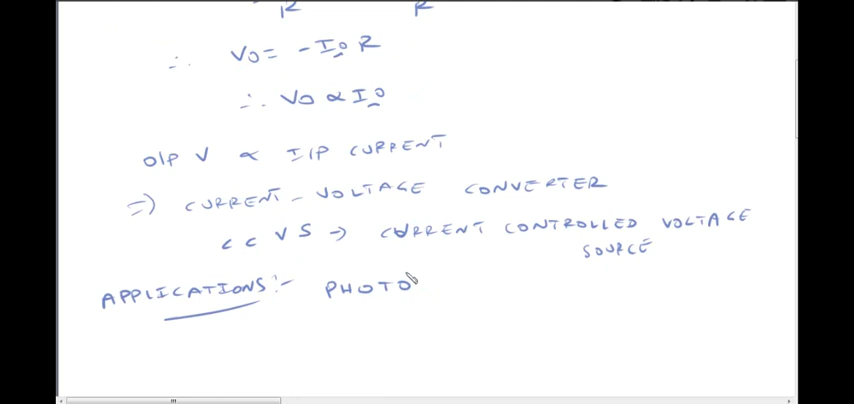 R R
∴ VO = - IO R
∴ VO ∝ IO
O/P V ∝ I/P CURRENT
⇒ CURRENT - VOLTAGE CONVERTER
CCVS → CURRENT CONTROLLED VOLTAGE
SOURCE
APPLICATIONS :- PHOTO